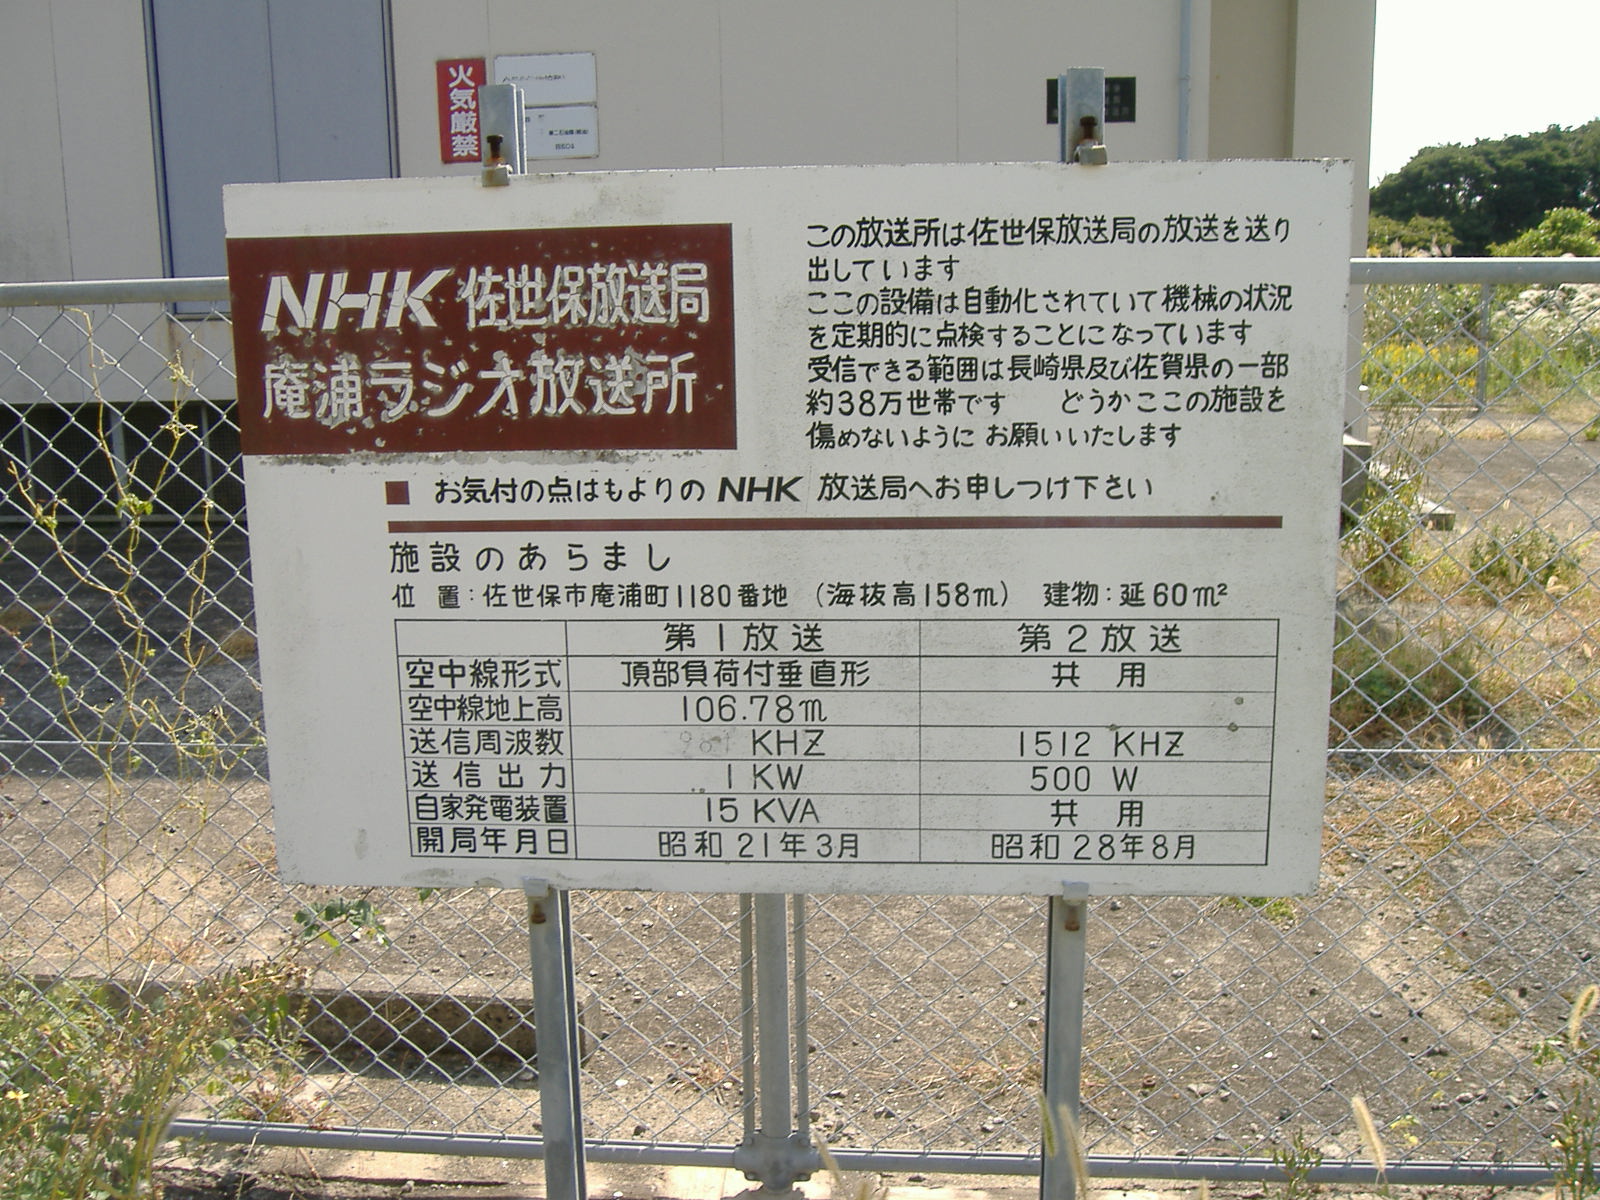 火気厳禁
NHK 佐世保放送局
庵浦ラジオ放送所
この放送所は佐世保放送局の放送を送り
出しています
ここの設備は自動化されていて機械の状況
を定期的に点検することになっています
受信できる範囲は長崎県及び佐賀県の一部
約38万世帯です どうかここの施設を
傷めないように お願いいたします
お気付の点はもよりの NHK 放送局へお申しつけ下さい
施設のあらまし
位 置:佐世保市庵浦町1180番地 (海抜高158m) 建物:延60m²
第1放送 第2放送
空中線形式 頂部負荷付垂直形 共 用
空中線地上高 106.78m
送信周波数 981 KHZ 1512 KHZ
送信出力 1 KW 500 W
自家発電装置 15 KVA 共 用
開局年月日 昭和 21年3月 昭和 28年8月